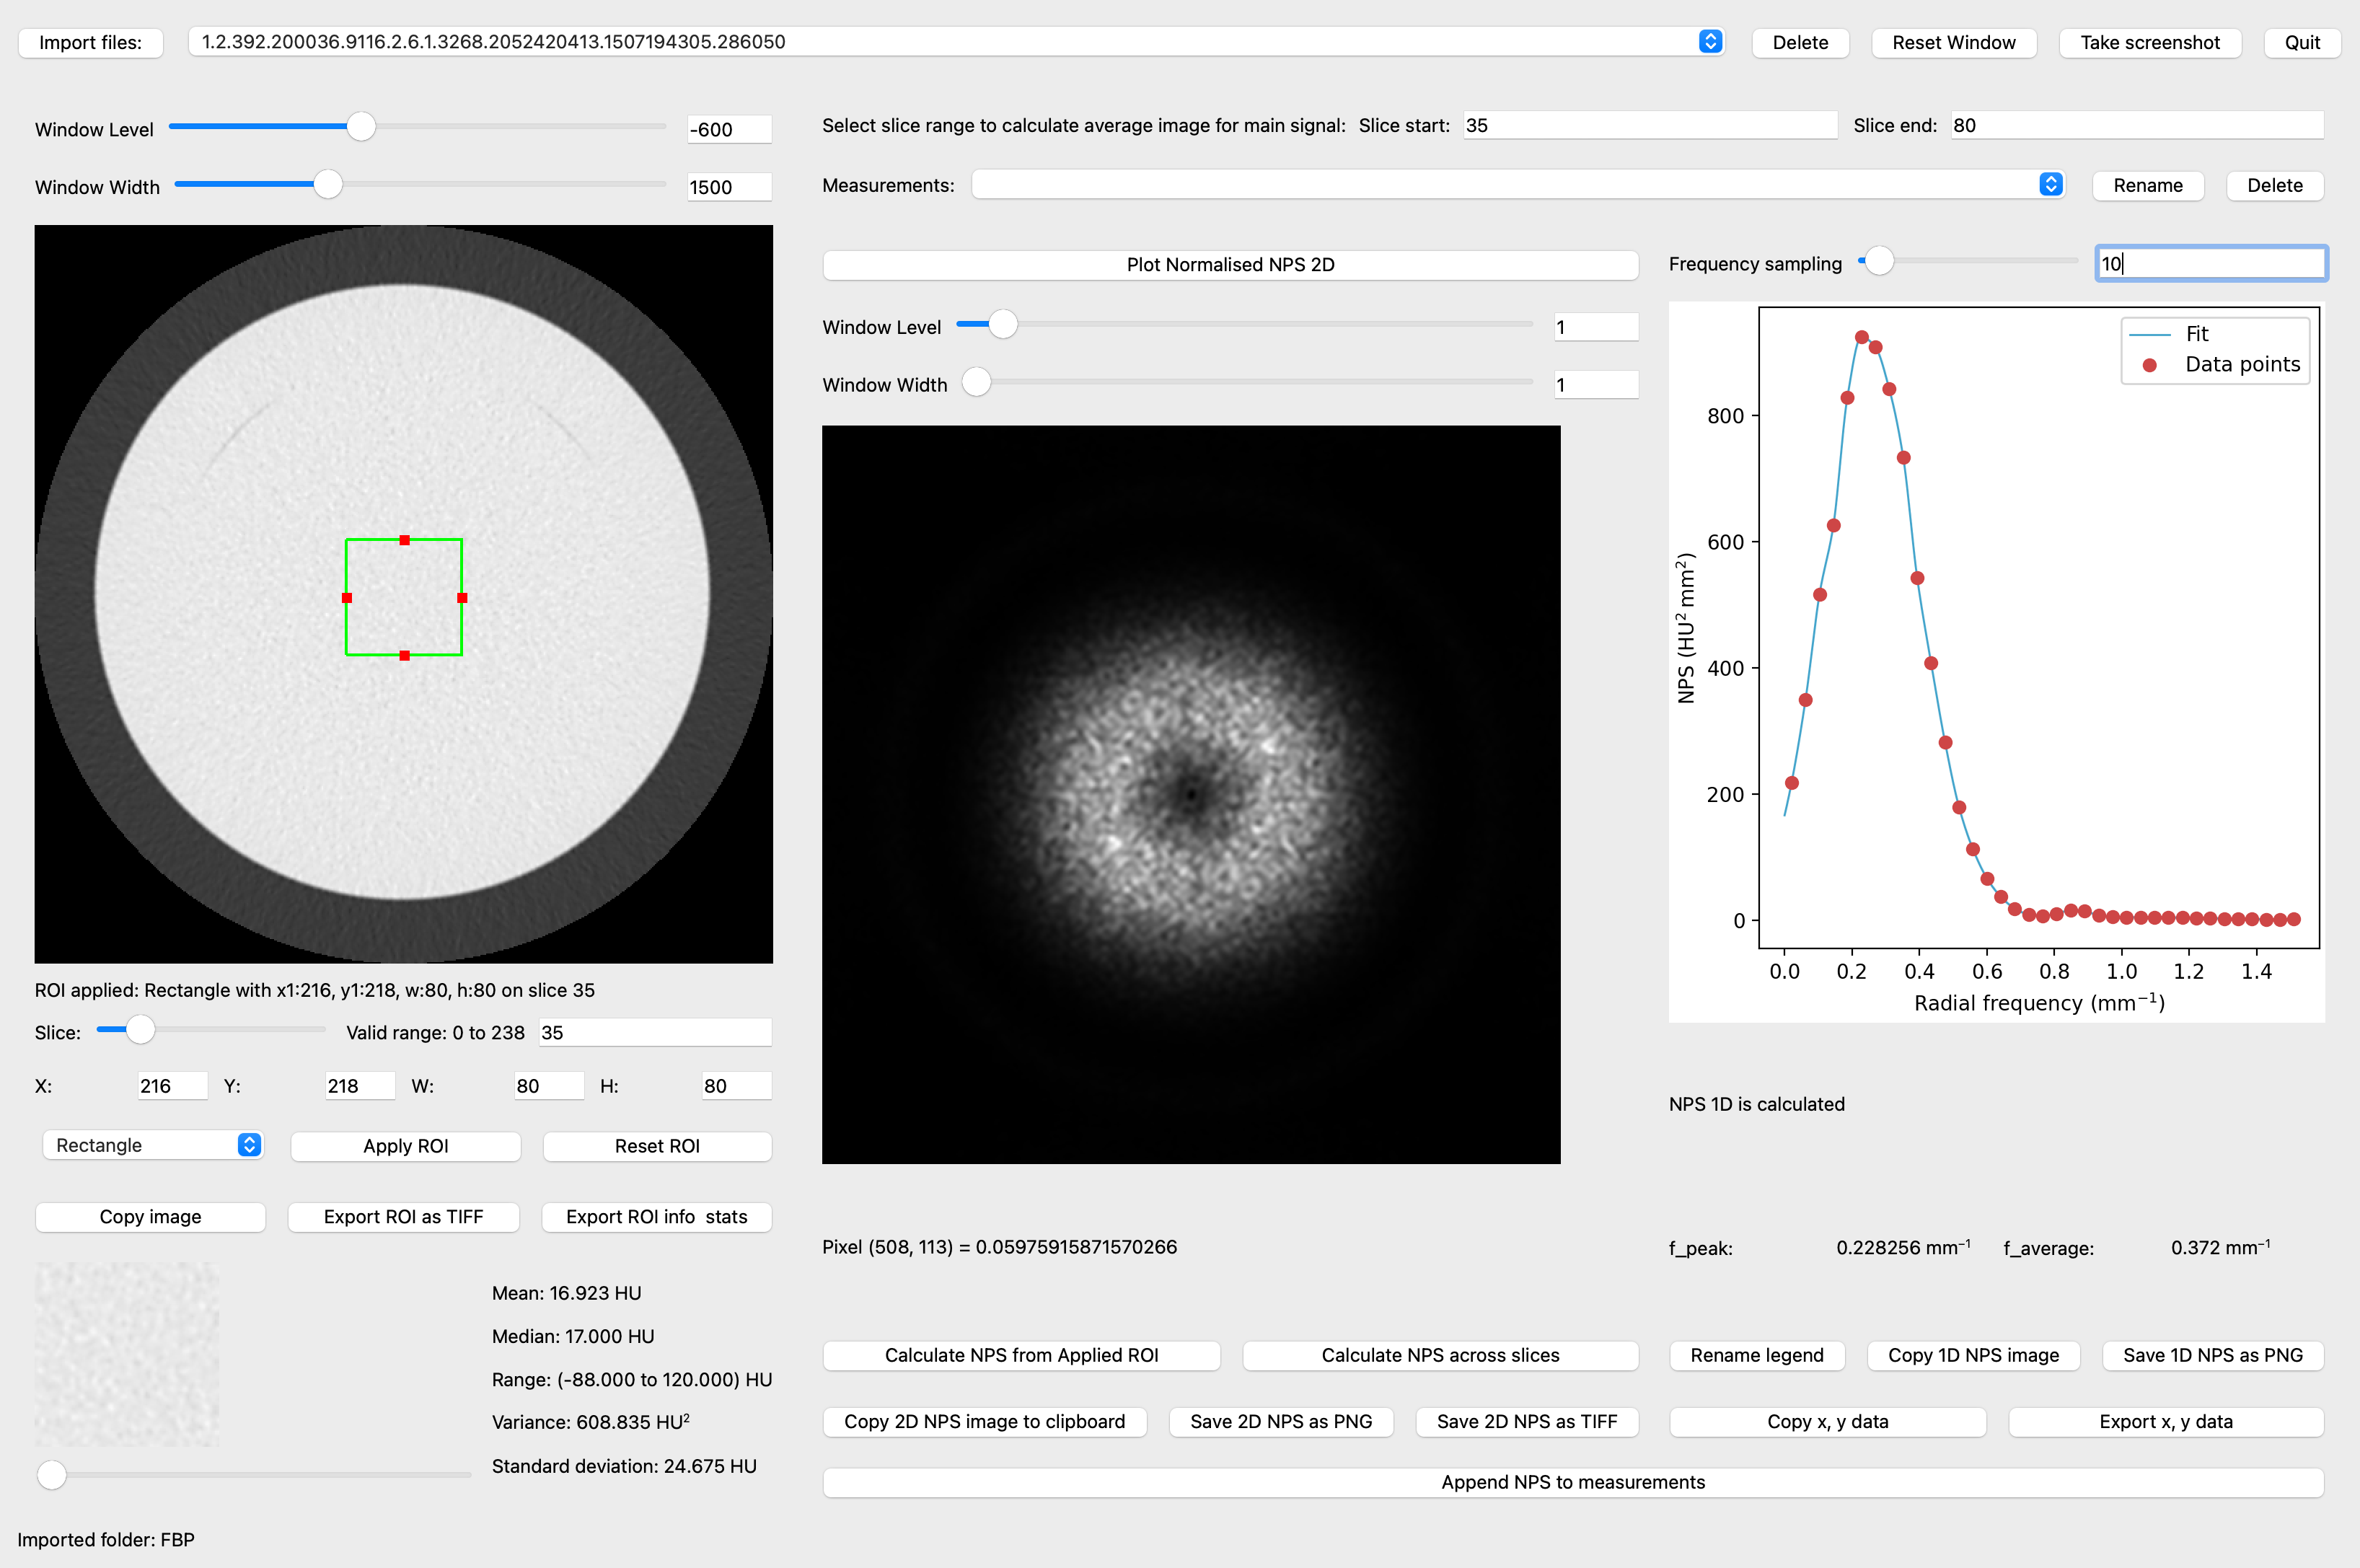 Import files: 1.2.392.200036.9116.2.6.1.3268.2052420413.1507194305.286050 Delete Reset Window Take screenshot Quit
Window Level -600
Window Width 1500
ROI applied: Rectangle with x1:216, y1:218, w:80, h:80 on slice 35
Slice: Valid range: 0 to 238 35
X: 216 Y: 218 W: 80 H: 80
Rectangle Apply ROI Reset ROI
Copy image Export ROI as TIFF Export ROI info stats
Mean: 16.923 HU
Median: 17.000 HU
Range: (-88.000 to 120.000) HU
Variance: 608.835 HU²
Standard deviation: 24.675 HU
Imported folder: FBP
Select slice range to calculate average image for main signal: Slice start: 35 Slice end: 80
Measurements: Rename Delete
Plot Normalised NPS 2D
Window Level 1
Window Width 1
Pixel (508, 113) = 0.05975915871570266
Calculate NPS from Applied ROI Calculate NPS across slices
Copy 2D NPS image to clipboard Save 2D NPS as PNG Save 2D NPS as TIFF
Append NPS to measurements
Frequency sampling 10
Fit
Data points
800
600
400
200
0
NPS (HU² mm²)
0.0 0.2 0.4 0.6 0.8 1.0 1.2 1.4
Radial frequency (mm⁻¹)
NPS 1D is calculated
f_peak: 0.228256 mm⁻¹ f_average: 0.372 mm⁻¹
Rename legend Copy 1D NPS image Save 1D NPS as PNG
Copy x, y data Export x, y data